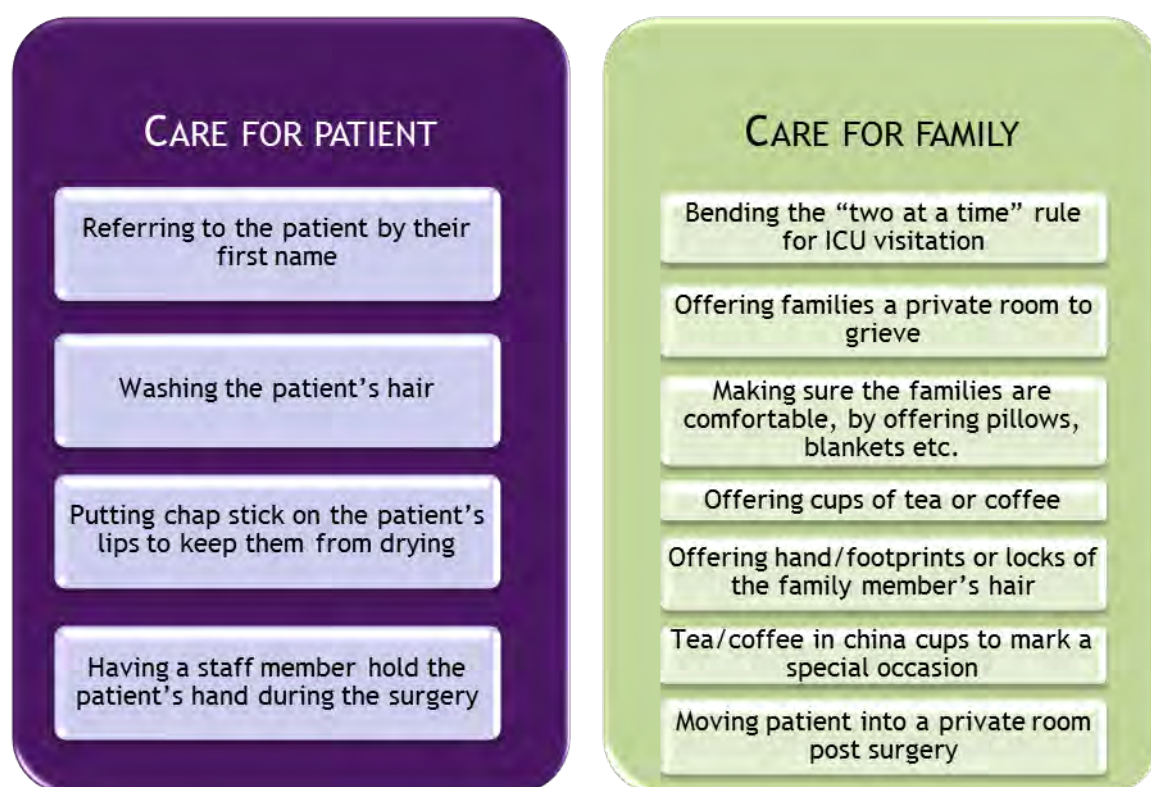 CARE FOR PATIENT
Referring to the patient by their
first name
Washing the patient’s hair
Putting chap stick on the patient’s
lips to keep them from drying
Having a staff member hold the
patient’s hand during the surgery
CARE FOR FAMILY
Bending the “two at a time” rule
for ICU visitation
Offering families a private room to
grieve
Making sure the families are
comfortable, by offering pillows,
blankets etc.
Offering cups of tea or coffee
Offering hand/footprints or locks of
the family member’s hair
Tea/coffee in china cups to mark a
special occasion
Moving patient into a private room
post surgery